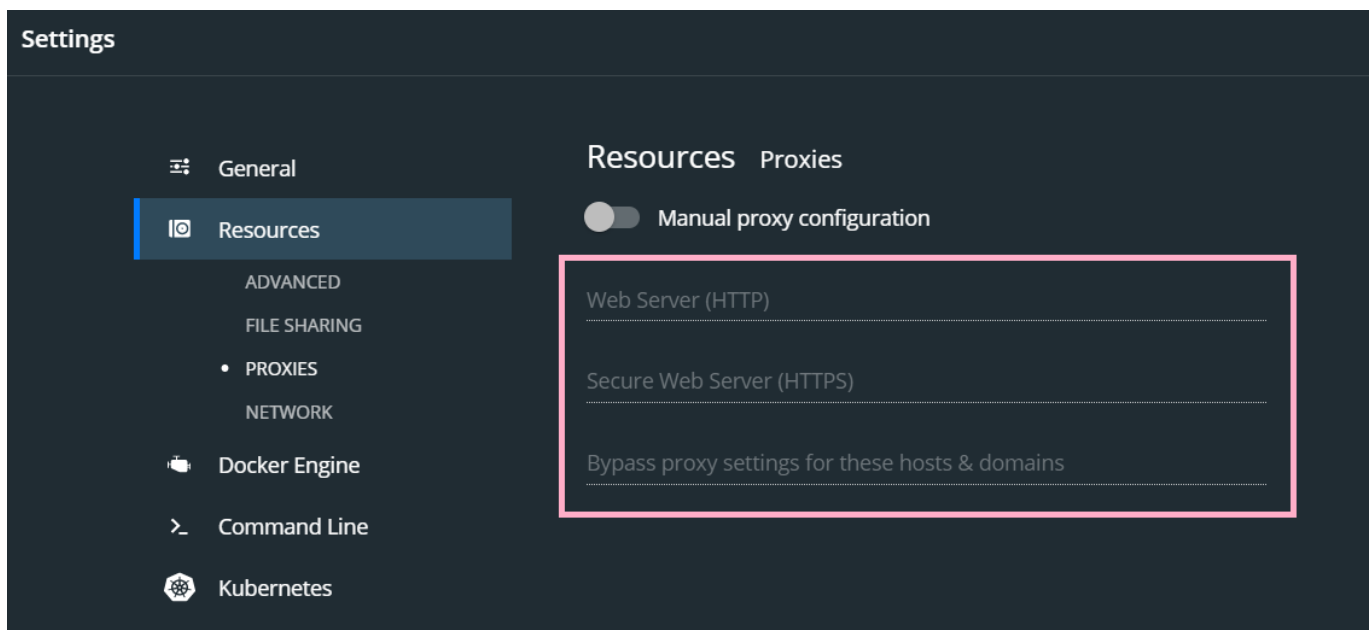 Settings
General
Resources
ADVANCED
FILE SHARING
PROXIES
NETWORK
Docker Engine
Command Line
Kubernetes
Resources Proxies
Manual proxy configuration
Web Server (HTTP)
Secure Web Server (HTTPS)
Bypass proxy settings for these hosts & domains